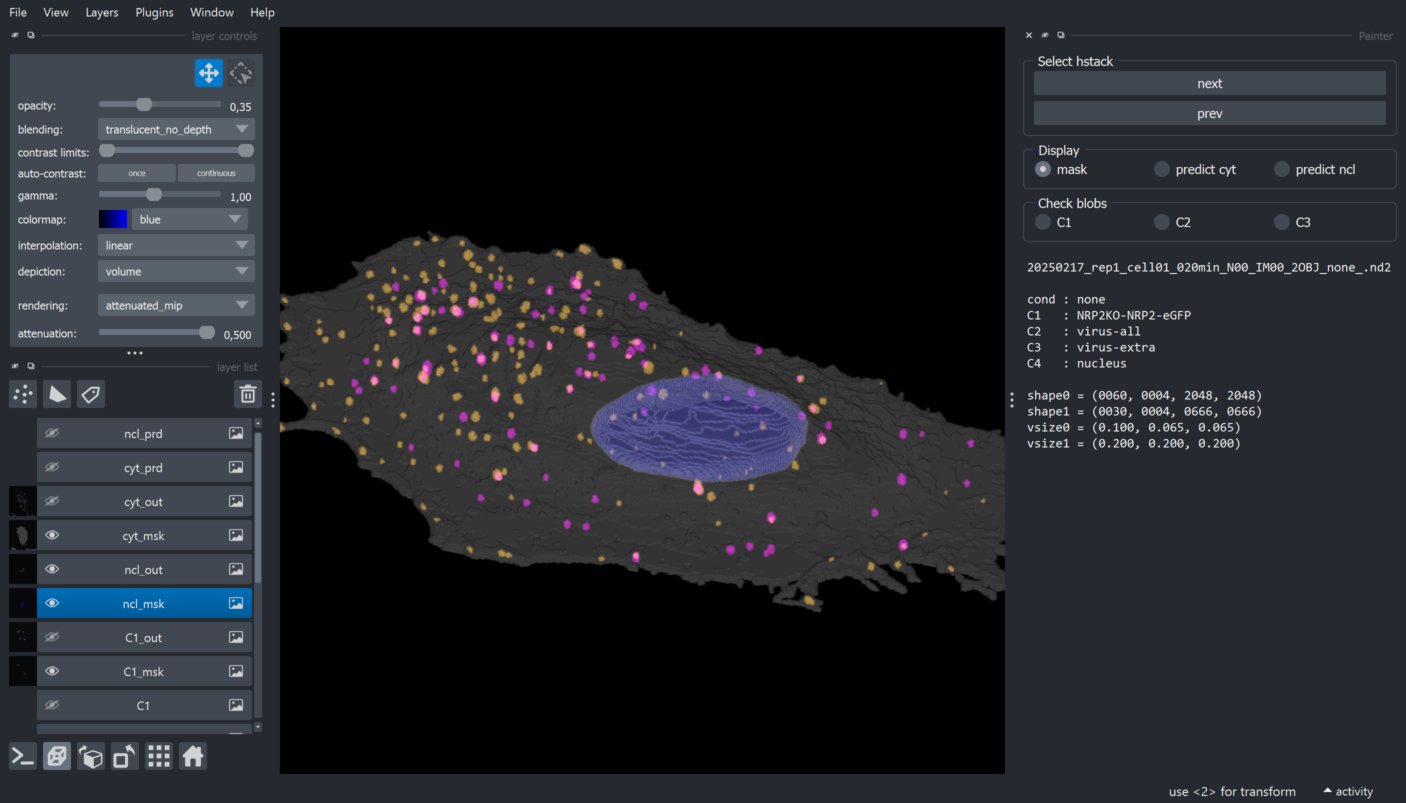 File View Layers Plugins Window Help
layer controls
opacity: 0,35
blending: translucent_no_depth
contrast limits:
auto-contrast: once continuous
gamma: 1,00
colormap: blue
interpolation: linear
depiction: volume
rendering: attenuated_mip
attenuation: 0,500
layer list
ncl_prd
cyt_prd
cyt_out
cyt_msk
ncl_out
ncl_msk
C1_out
C1_msk
C1
Painter
Select hstack
next
prev
Display
mask predict cyt predict ncl
Check blobs
C1 C2 C3
20250217_rep1_cell01_020min_N00_IM00_2OBJ_none_.nd2
cond : none
C1 : NRP2KO-NRP2-eGFP
C2 : virus-all
C3 : virus-extra
C4 : nucleus
shape0 = (0060, 0004, 2048, 2048)
shape1 = (0030, 0004, 0666, 0666)
vsize0 = (0.100, 0.065, 0.065)
vsize1 = (0.200, 0.200, 0.200)
use <2> for transform activity